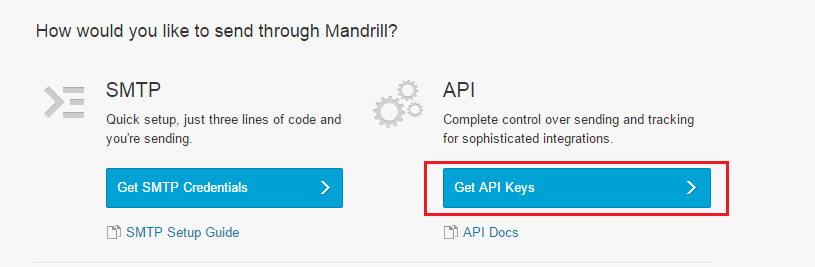 How would you like to send through Mandrill?
SMTP
Quick setup, just three lines of code and
you're sending.
Get SMTP Credentials
SMTP Setup Guide
API
Complete control over sending and tracking
for sophisticated integrations.
Get API Keys
API Docs